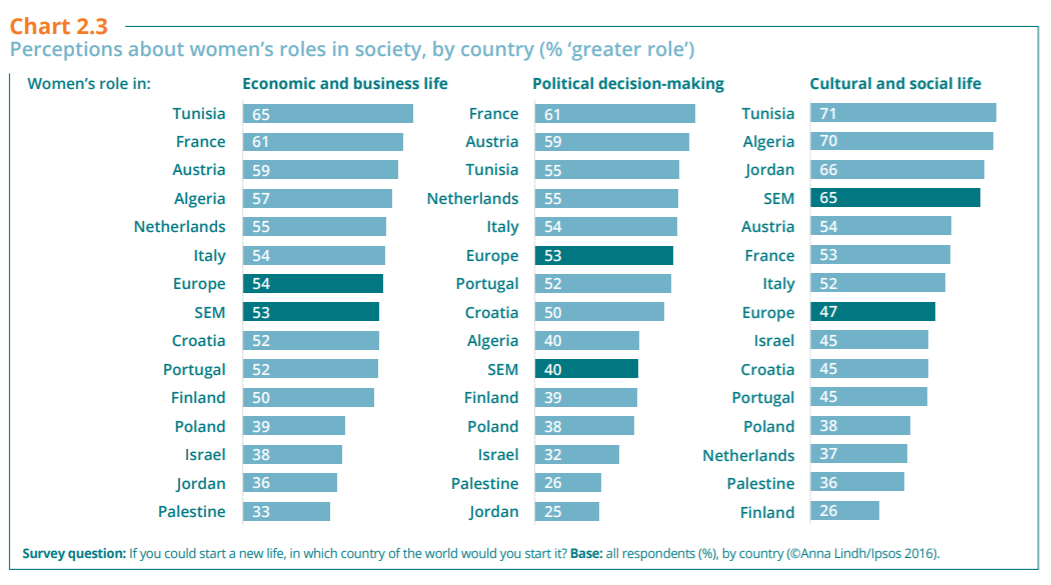 Chart 2.3
Perceptions about women’s roles in society, by country (% ‘greater role’)
Women’s role in:
Economic and business life
Tunisia 65
France 61
Austria 59
Algeria 57
Netherlands 55
Italy 54
Europe 54
SEM 53
Croatia 52
Portugal 52
Finland 50
Poland 39
Israel 38
Jordan 36
Palestine 33
Political decision-making
France 61
Austria 59
Tunisia 55
Netherlands 55
Italy 54
Europe 53
Portugal 52
Croatia 50
Algeria 40
SEM 40
Finland 39
Poland 38
Israel 32
Palestine 26
Jordan 25
Cultural and social life
Tunisia 71
Algeria 70
Jordan 66
SEM 65
Austria 54
France 53
Italy 52
Europe 47
Israel 45
Croatia 45
Portugal 45
Poland 38
Netherlands 37
Palestine 36
Finland 26
Survey question: If you could start a new life, in which country of the world would you start it? Base: all respondents (%), by country (©Anna Lindh/Ipsos 2016).